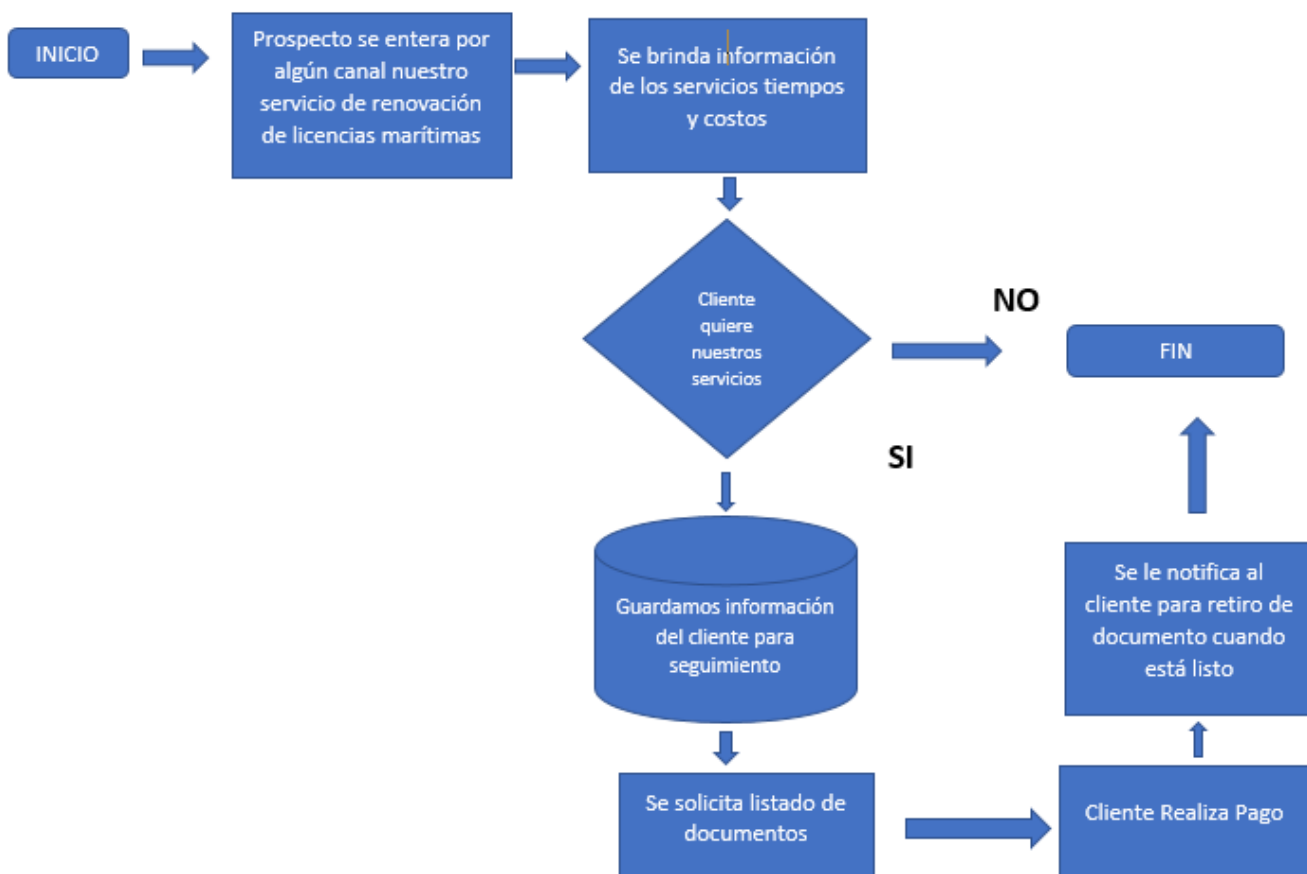 INICIO
Prospecto se entera por
algún canal nuestro
servicio de renovación
de licencias marítimas
Se brinda información
de los servicios tiempos
y costos
Cliente
quiere
nuestros
servicios
NO
FIN
SI
Guardamos información
del cliente para
seguimiento
Se solicita listado de
documentos
Cliente Realiza Pago
Se le notifica al
cliente para retiro de
documento cuando
está listo